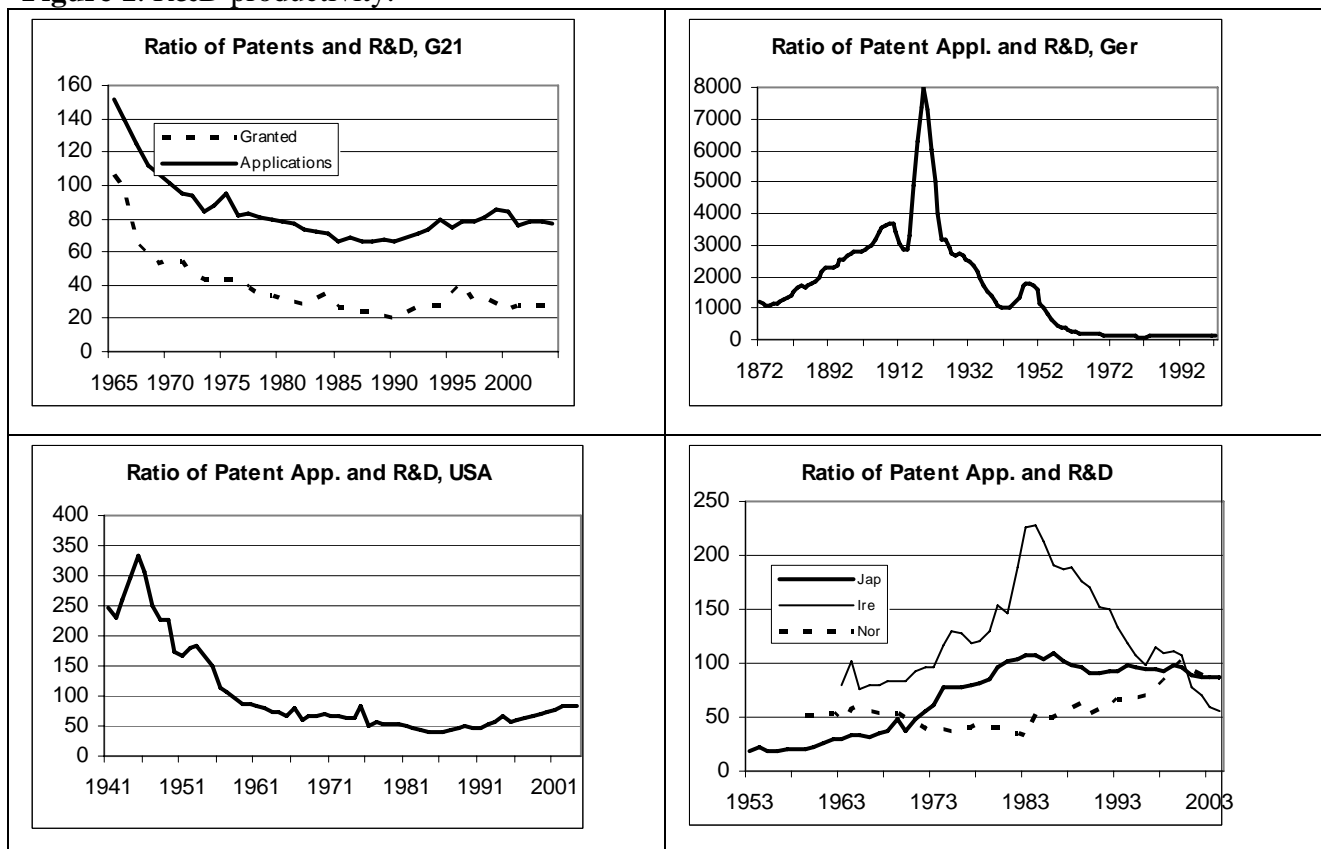 Figure 1. R&D productivity.
Ratio of Patents and R&D, G21
160
140
120
100
80
60
40
20
0
Granted
Applications
1965 1970 1975 1980 1985 1990 1995 2000
Ratio of Patent Appl. and R&D, Ger
8000
7000
6000
5000
4000
3000
2000
1000
0
1872 1892 1912 1932 1952 1972 1992
Ratio of Patent App. and R&D, USA
400
350
300
250
200
150
100
50
0
1941 1951 1961 1971 1981 1991 2001
Ratio of Patent App. and R&D
250
200
150
100
50
0
Jap
Ire
Nor
1953 1963 1973 1983 1993 2003